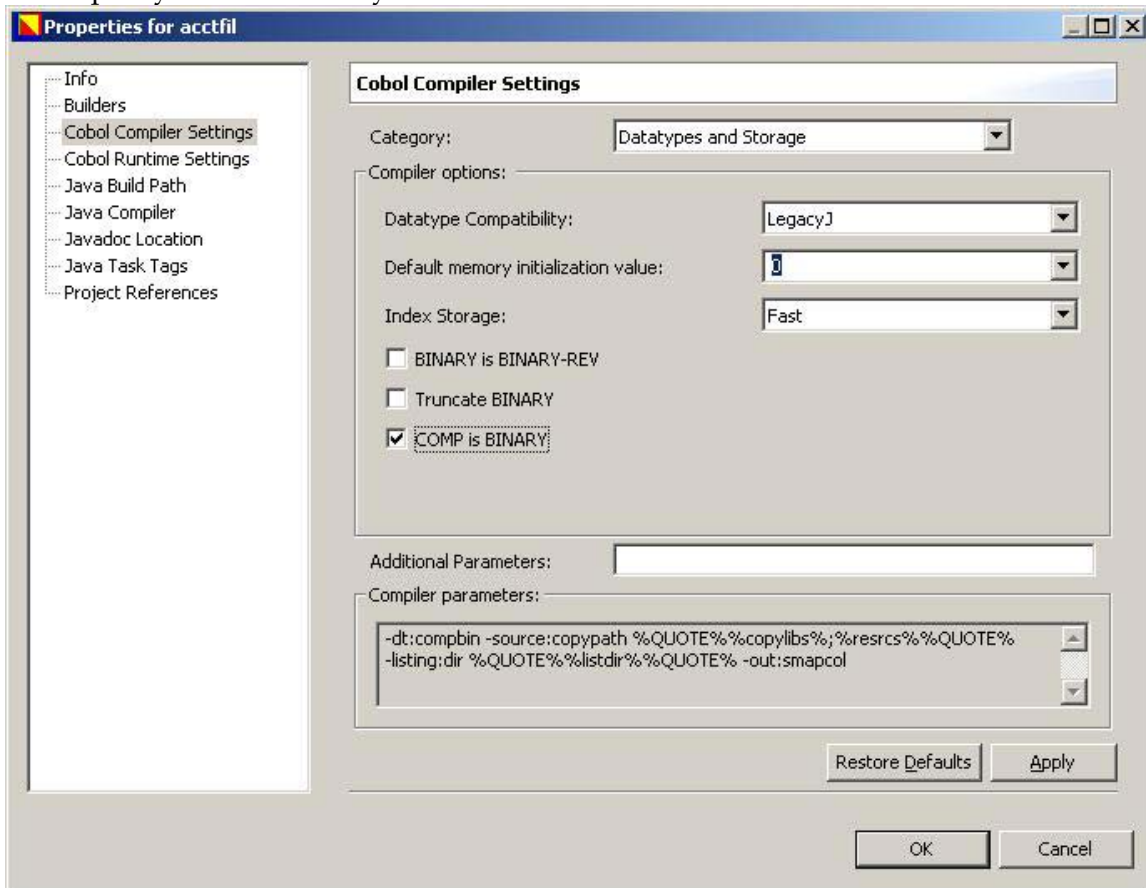 Properties for acctfil
Info
Builders
Cobol Compiler Settings
Cobol Runtime Settings
Java Build Path
Java Compiler
Javadoc Location
Java Task Tags
Project References
Cobol Compiler Settings
Category: Datatypes and Storage
Compiler options:
Datatype Compatibility: LegacyJ
Default memory initialization value: 0
Index Storage: Fast
BINARY is BINARY-REV
Truncate BINARY
COMP is BINARY
Additional Parameters:
Compiler parameters:
-dt:compbin -source:copypath %QUOTE%%copylibs%;%resrcs%%QUOTE%
-listing:dir %QUOTE%%listdir%%QUOTE% -out:smapcol
Restore Defaults Apply
OK Cancel